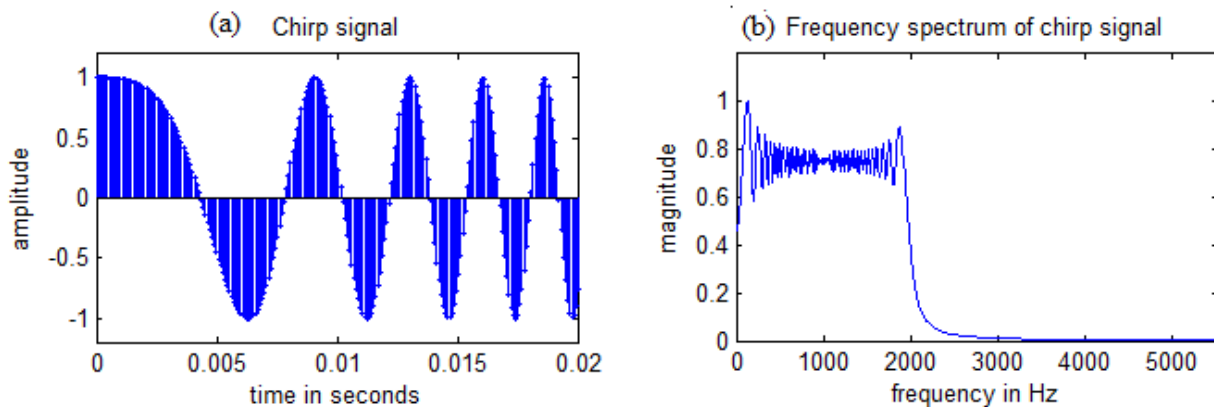 (a) Chirp signal
1
0.5
0
-0.5
-1
amplitude
0 0.005 0.01 0.015 0.02
time in seconds
(b) Frequency spectrum of chirp signal
1
0.8
0.6
0.4
0.2
0
magnitude
0 1000 2000 3000 4000 5000
frequency in Hz